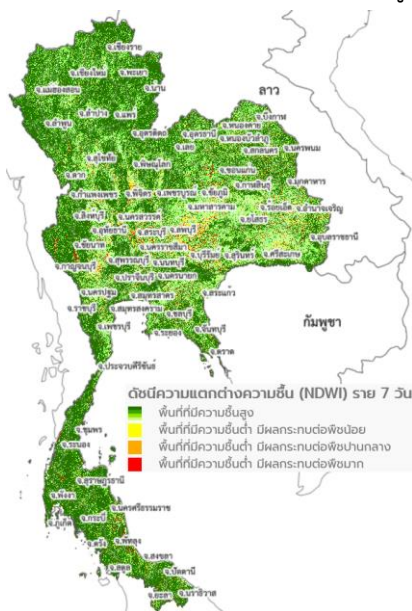 จ.เชียงราย
จ.เชียงใหม่ จ.พะเยา
จ.แม่ฮ่องสอน จ.น่าน
จ.ลำปาง จ.แพร่
จ.ลำพูน
ลาว
จ.บึงกาฬ
จ.อุตรดิตถ์ จ.อุดรธานี จ.หนองคาย
จ.เลย จ.หนองบัวลำภู
จ.สุโขทัย จ.พิษณุโลก จ.สกลนคร จ.นครพนม
จ.ตาก จ.ขอนแก่น
จ.กำแพงเพชร จ.พิจิตร จ.เพชรบูรณ์ จ.ชัยภูมิ จ.กาฬสินธุ์ จ.มุกดาหาร
จ.สิงห์บุรี จ.นครสวรรค์ จ.มหาสารคาม จ.ร้อยเอ็ด จ.อำนาจเจริญ
จ.อุทัยธานี จ.สระบุรี จ.ลพบุรี จ.ยโสธร
จ.ชัยนาท จ.นครราชสีมา จ.บุรีรัมย์ จ.สุรินทร์ จ.ศรีสะเกษ จ.อุบลราชธานี
จ.กาญจนบุรี จ.สุพรรณบุรี จ.นนทบุรี
จ.ปราจีนบุรี จ.นครนายก
จ.นครปฐม จ.สมุทรสาคร จ.สระแก้ว
จ.ราชบุรี จ.สมุทรสงคราม จ.ชลบุรี
จ.เพชรบุรี จ.ระยอง จ.จันทบุรี
กัมพูชา
จ.ตราด
จ.ประจวบคีรีขันธ์
ดัชนีความแตกต่างความชื้น (NDWI) ราย 7 วัน
พื้นที่ที่มีความชื้นสูง
พื้นที่ที่มีความชื้นต่ำ มีผลกระทบต่อพืชน้อย
พื้นที่ที่มีความชื้นต่ำ มีผลกระทบต่อพืชปานกลาง
พื้นที่ที่มีความชื้นต่ำ มีผลกระทบต่อพืชมาก
จ.ชุมพร
จ.ระนอง
จ.สุราษฎร์ธานี
จ.พังงา จ.นครศรีธรรมราช
จ.ภูเก็ต จ.กระบี่
จ.ตรัง จ.พัทลุง
จ.สงขลา
จ.สตูล จ.ปัตตานี
จ.ยะลา จ.นราธิวาส